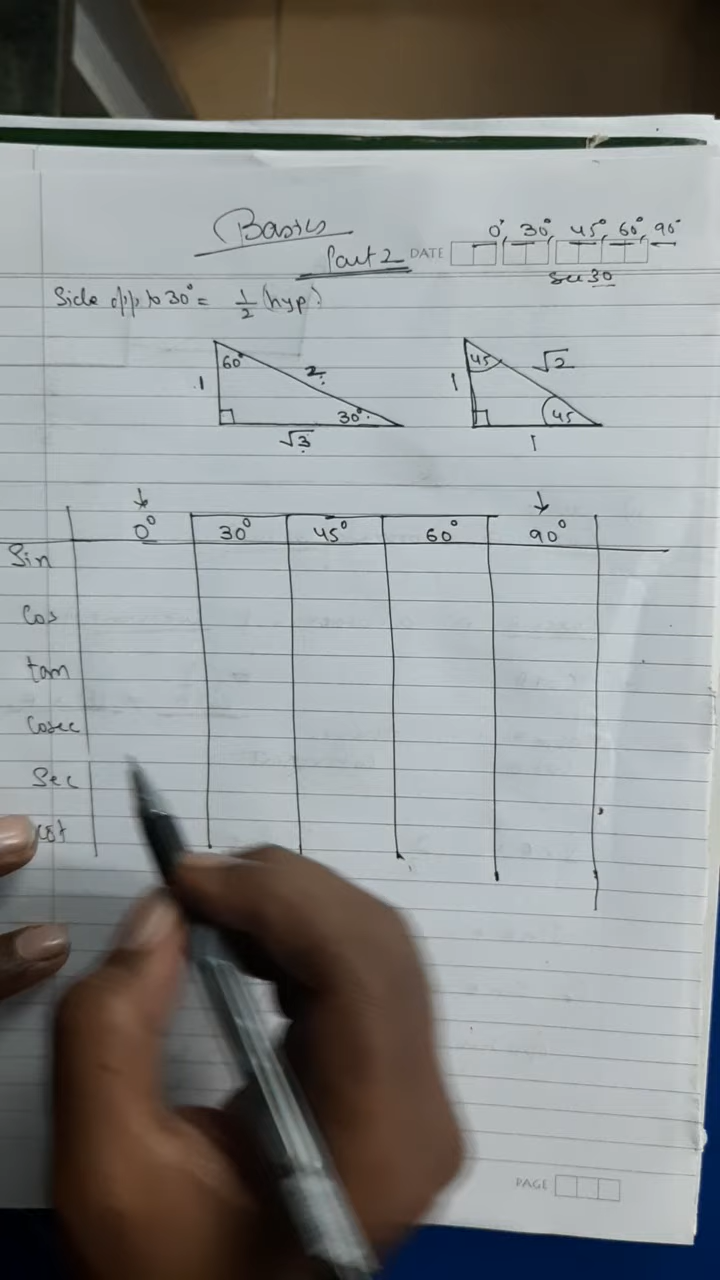 Basics
Part 2 DATE 0°, 30°, 45°, 60°, 90°
Sec 30
Side opp to 30° = 1/2 (hyp)
60° 2 45 √2
1 30° 1 45
√3 1
0° 30° 45° 60° 90°
Sin
Cos
tan
Cosec
Sec
cot
PAGE